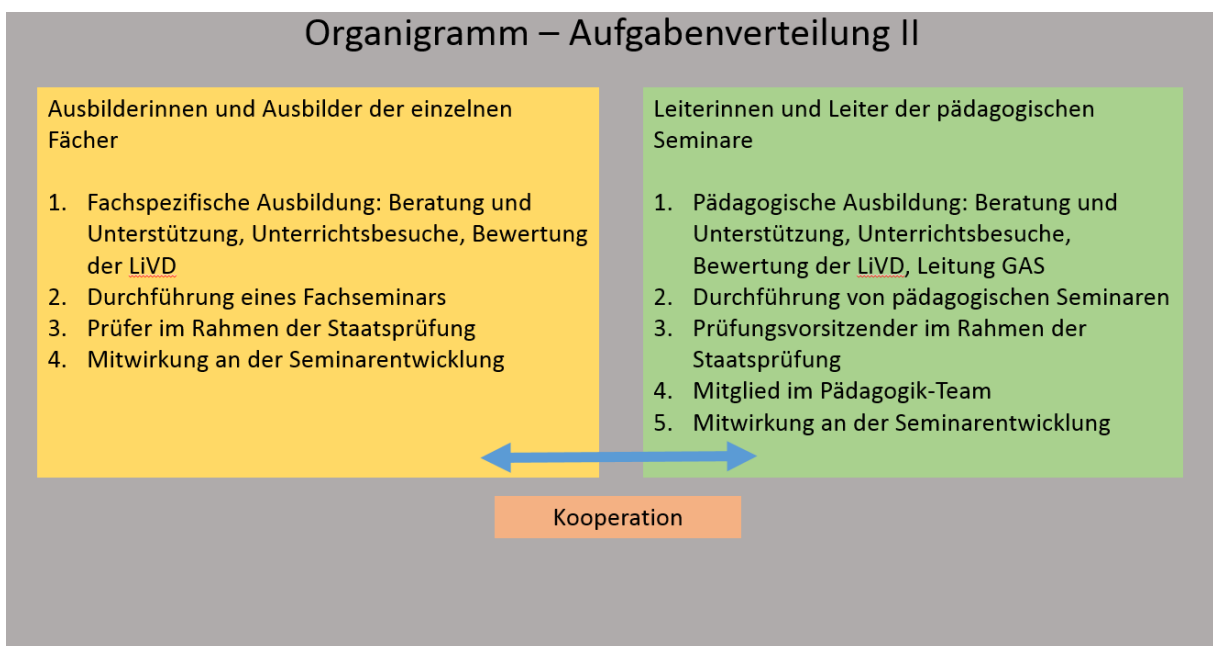 Organigramm – Aufgabenverteilung II
Ausbilderinnen und Ausbilder der einzelnen
Fächer
1. Fachspezifische Ausbildung: Beratung und
Unterstützung, Unterrichtsbesuche, Bewertung
der LiVD
2. Durchführung eines Fachseminars
3. Prüfer im Rahmen der Staatsprüfung
4. Mitwirkung an der Seminarentwicklung
Leiterinnen und Leiter der pädagogischen
Seminare
1. Pädagogische Ausbildung: Beratung und
Unterstützung, Unterrichtsbesuche,
Bewertung der LiVD, Leitung GAS
2. Durchführung von pädagogischen Seminaren
3. Prüfungsvorsitzender im Rahmen der
Staatsprüfung
4. Mitglied im Pädagogik-Team
5. Mitwirkung an der Seminarentwicklung
Kooperation